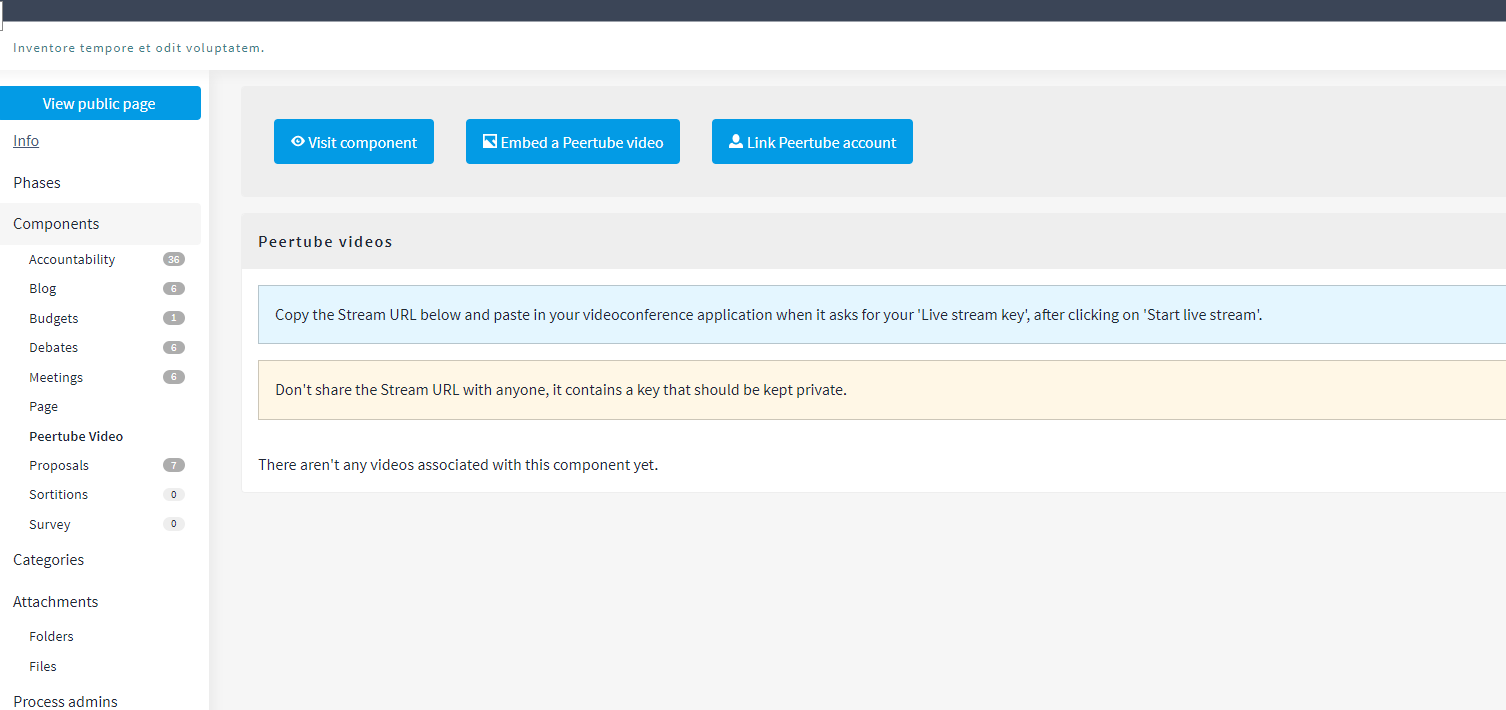 Inventore tempore et odit voluptatem.
View public page
Info
Phases
Components
Accountability 36
Blog 6
Budgets 1
Debates 6
Meetings 6
Page
Peertube Video
Proposals 7
Sortitions 0
Survey 0
Categories
Attachments
Folders
Files
Process admins
Visit component
Embed a Peertube video
Link Peertube account
Peertube videos
Copy the Stream URL below and paste in your videoconference application when it asks for your 'Live stream key', after clicking on 'Start live stream'.
Don't share the Stream URL with anyone, it contains a key that should be kept private.
There aren't any videos associated with this component yet.